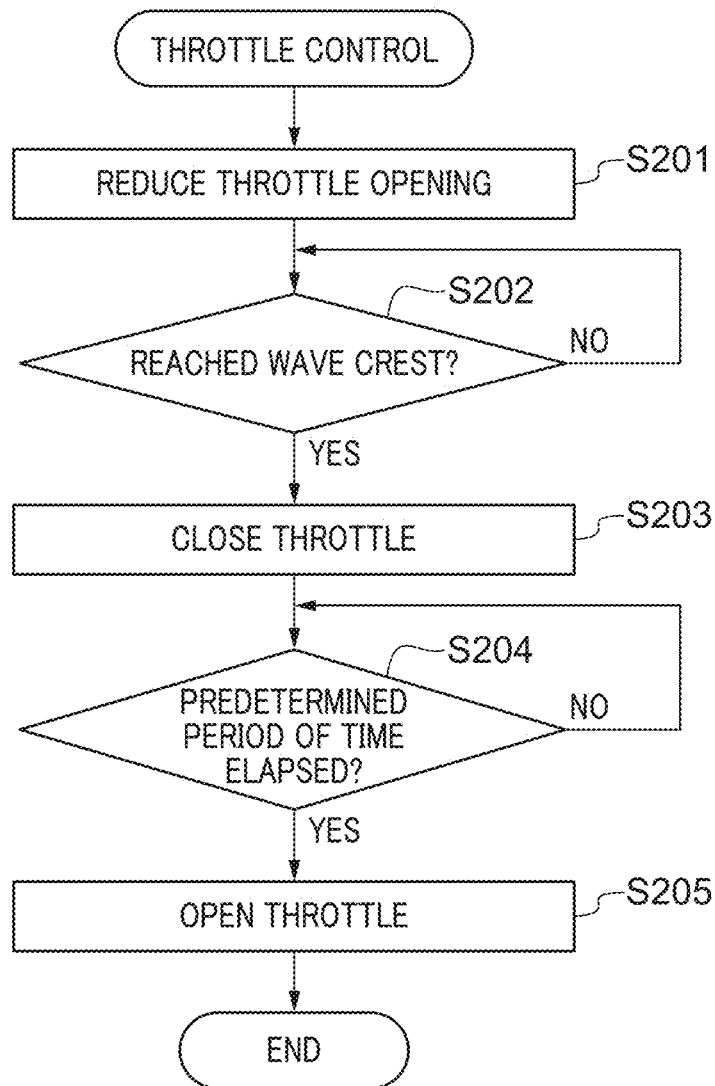 THROTTLE CONTROL
REDUCE THROTTLE OPENING
S201
S202
REACHED WAVE CREST?
NO
YES
CLOSE THROTTLE
S203
S204
PREDETERMINED
PERIOD OF TIME
ELAPSED?
NO
YES
OPEN THROTTLE
S205
END